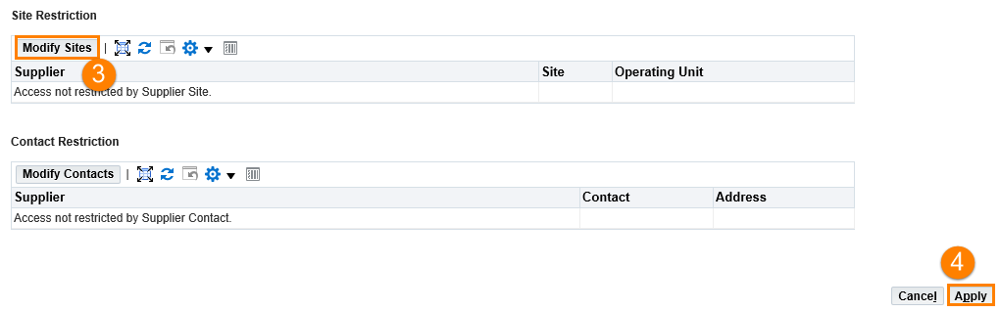 Site Restriction
Modify Sites |
3
Supplier Site Operating Unit
Access not restricted by Supplier Site.
Contact Restriction
Modify Contacts |
Supplier Contact Address
Access not restricted by Supplier Contact.
4
Cancel Apply